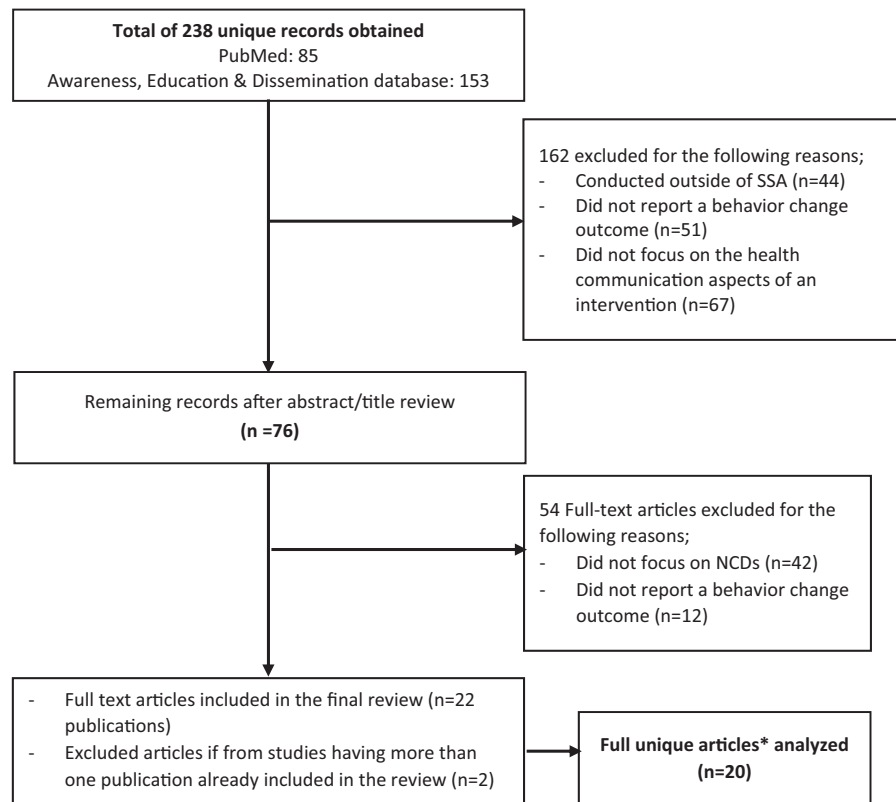 Total of 238 unique records obtained
PubMed: 85
Awareness, Education & Dissemination database: 153
162 excluded for the following reasons;
- Conducted outside of SSA (n=44)
- Did not report a behavior change
outcome (n=51)
- Did not focus on the health
communication aspects of an
intervention (n=67)
Remaining records after abstract/title review
(n =76)
54 Full-text articles excluded for the
following reasons;
- Did not focus on NCDs (n=42)
- Did not report a behavior change
outcome (n=12)
- Full text articles included in the final review (n=22
publications)
- Excluded articles if from studies having more than
one publication already included in the review (n=2)
Full unique articles* analyzed
(n=20)